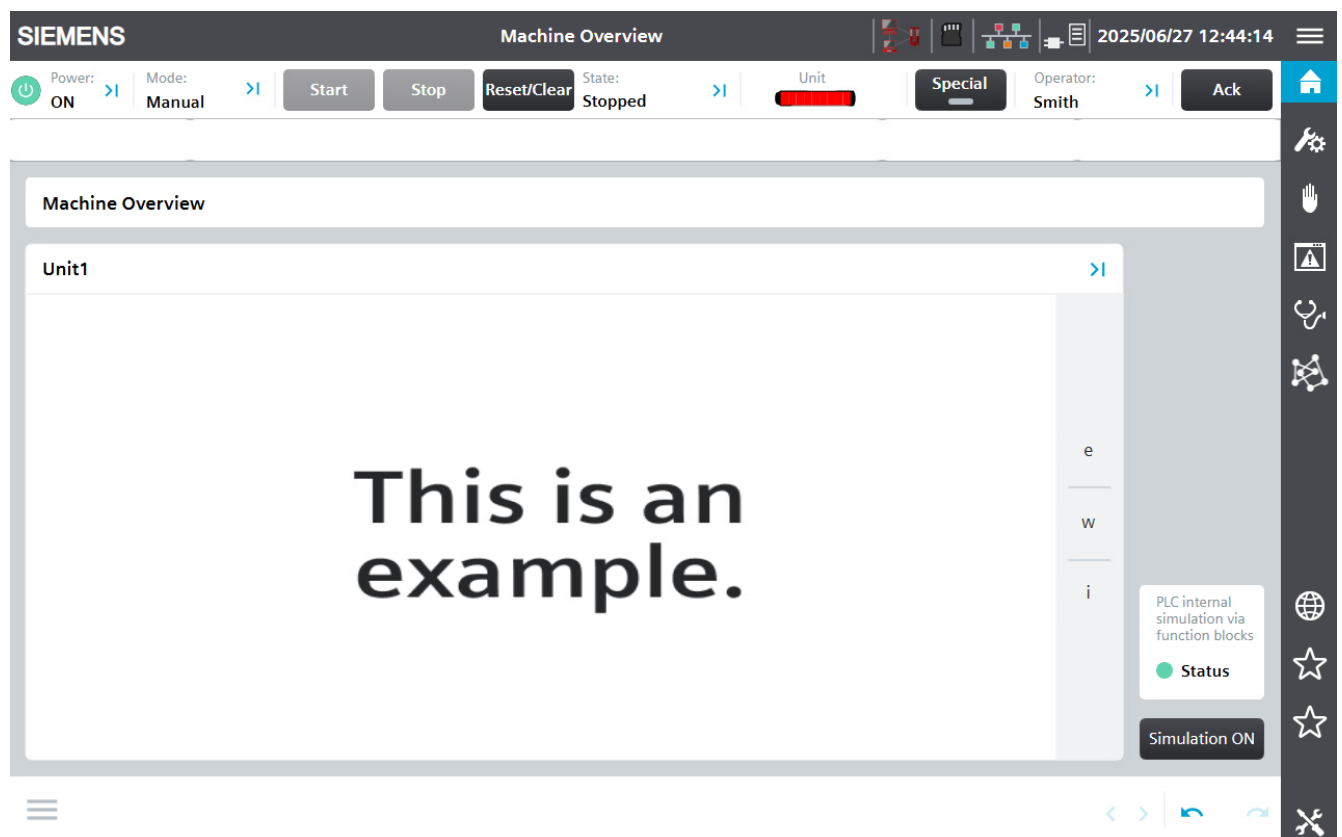 SIEMENS
Machine Overview
2025/06/27 12:44:14
Power:
ON
Mode:
Manual
Start
Stop
Reset/Clear
State:
Stopped
Unit
Special
Operator:
Smith
Ack
Machine Overview
Unit1
This is an
example.
e
w
i
PLC internal
simulation via
function blocks
Status
Simulation ON